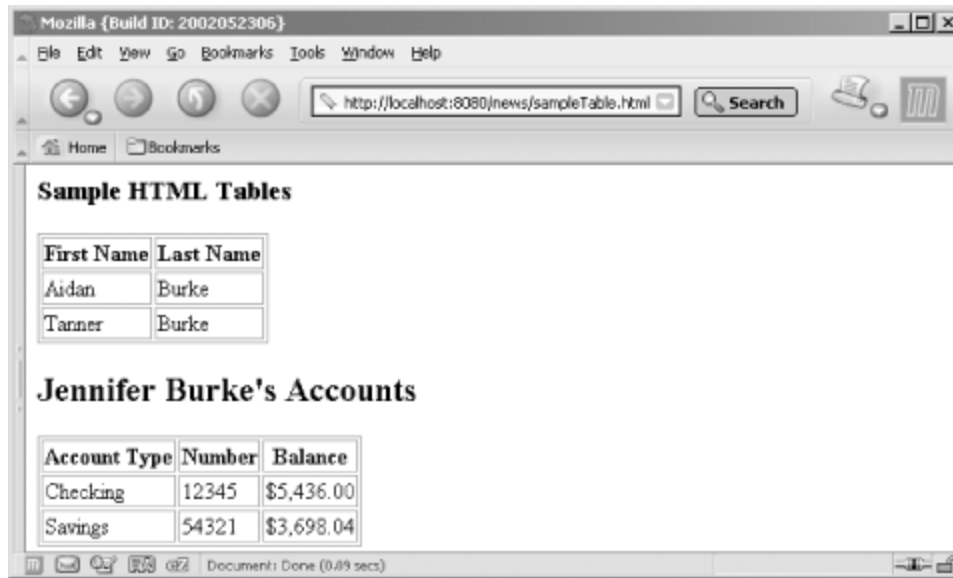 Mozilla {Build ID: 2002052306}
File Edit View Go Bookmarks Tools Window Help
http://localhost:8080/news/sampleTable.html Search
Home Bookmarks
Sample HTML Tables
First Name Last Name
Aidan Burke
Tanner Burke
Jennifer Burke's Accounts
Account Type Number Balance
Checking 12345 $5,436.00
Savings 54321 $3,698.04
Document: Done (0.09 secs)